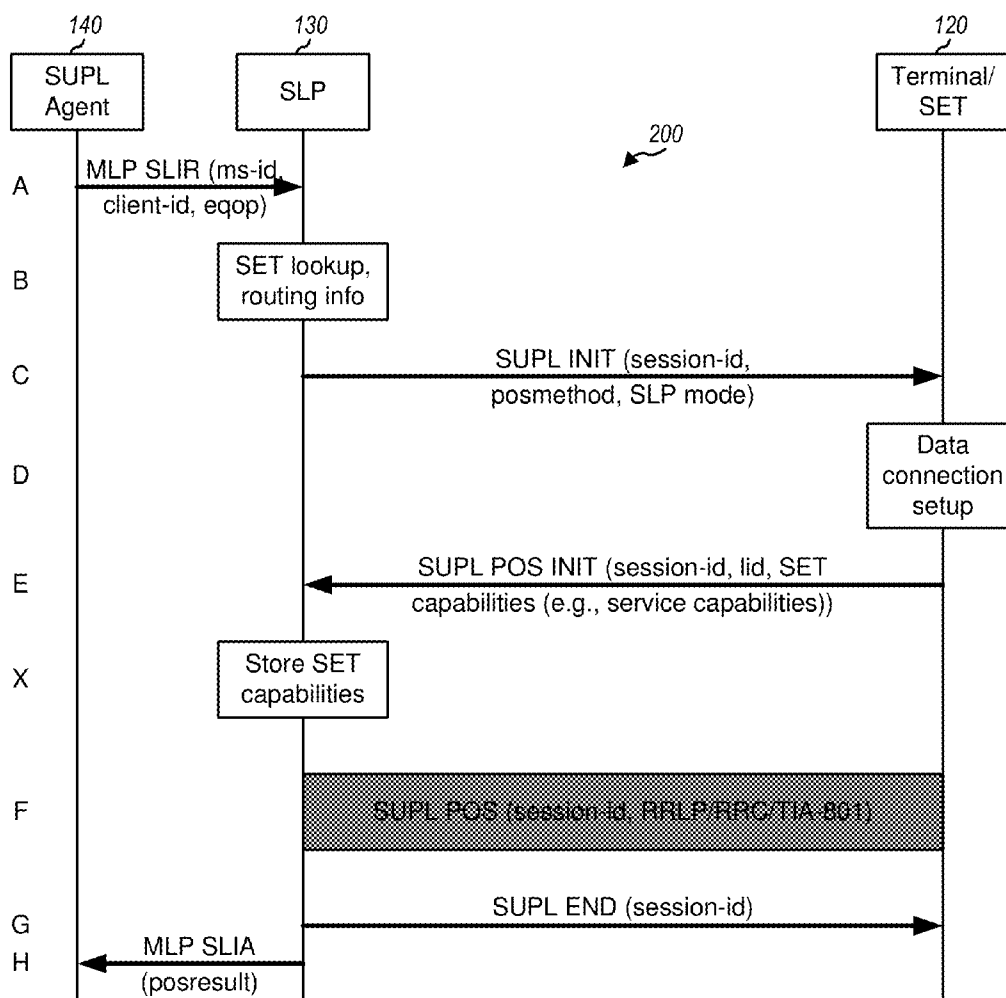 140
130
120
SUPL
Agent
SLP
Terminal/
SET
200
A
MLP SLIR (ms-id,
client-id, eqop)
B
SET lookup,
routing info
C
SUPL INIT (session-id,
posmethod, SLP mode)
D
Data
connection
setup
E
SUPL POS INIT (session-id, lid, SET
capabilities (e.g., service capabilities))
X
Store SET
capabilities
F
SUPL POS (session-id, RRLP/RRC/TIA-801)
G
SUPL END (session-id)
H
MLP SLIA
(posresult)